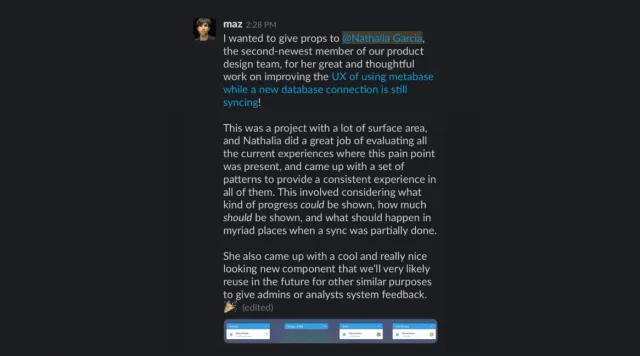 maz 2:28 PM
I wanted to give props to @Nathalia Garcia,
the second-newest member of our product
design team, for her great and thoughtful
work on improving the UX of using metabase
while a new database connection is still
syncing!
This was a project with a lot of surface area,
and Nathalia did a great job of evaluating all
the current experiences where this pain point
was present, and came up with a set of
patterns to provide a consistent experience in
all of them. This involved considering what
kind of progress could be shown, how much
should be shown, and what should happen in
myriad places when a sync was partially done.
She also came up with a cool and really nice
looking new component that we'll very likely
reuse in the future for other similar purposes
to give admins or analysts system feedback.
🎉 (edited)